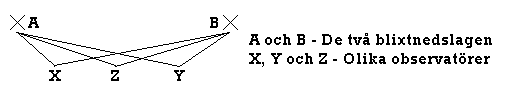 A B
A och B - De två blixtnedslagen
X, Y och Z - Olika observatörer
X Z Y